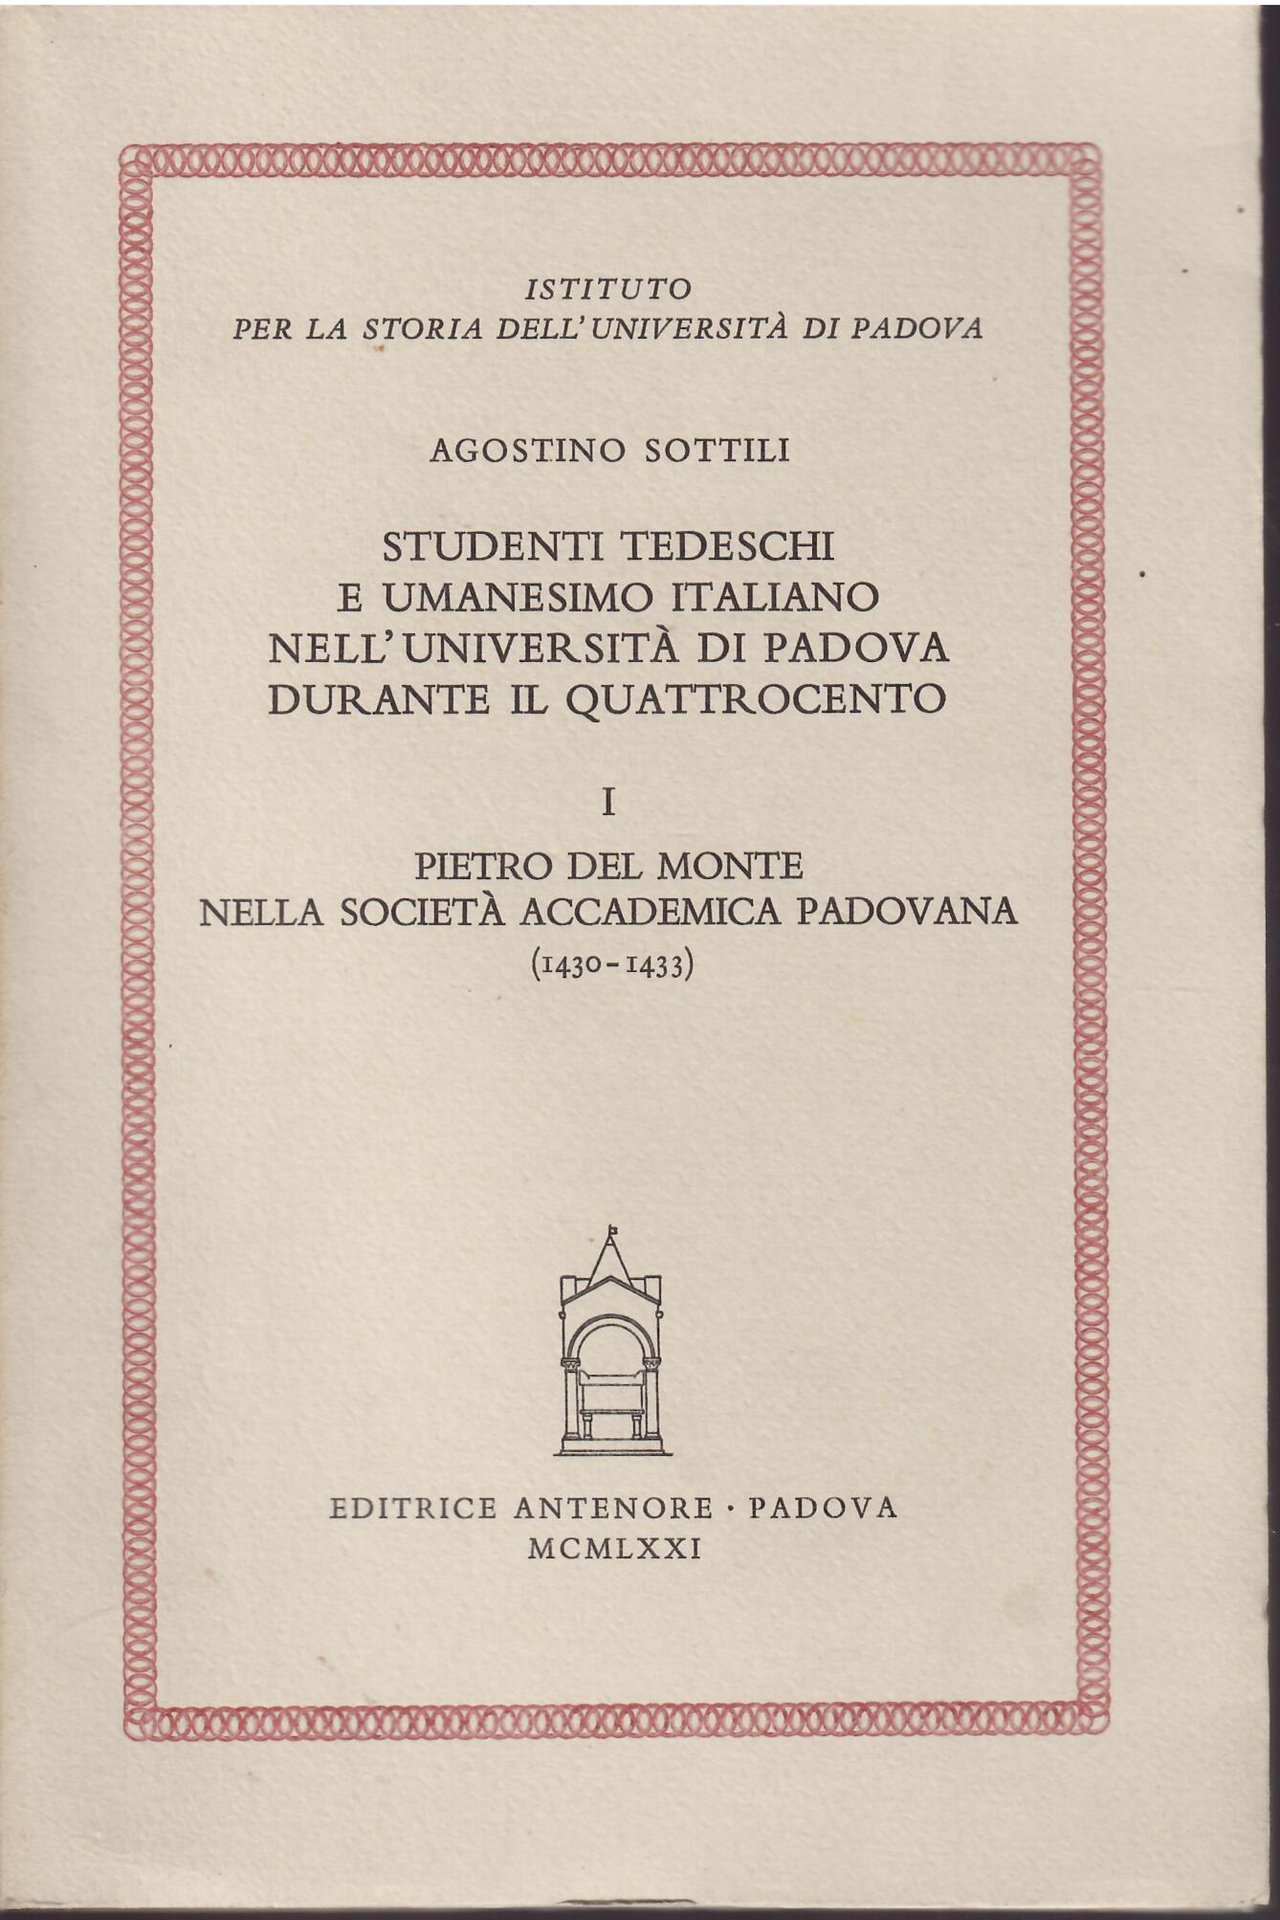 ISTITUTO
PER LA STORIA DELL'UNIVERSITÀ DI PADOVA
AGOSTINO SOTTILI
STUDENTI TEDESCHI
E UMANESIMO ITALIANO
NELL'UNIVERSITÀ DI PADOVA
DURANTE IL QUATTROCENTO
I
PIETRO DEL MONTE
NELLA SOCIETÀ ACCADEMICA PADOVANA
(1430-1433)
EDITRICE ANTENORE · PADOVA
MCMLXXI